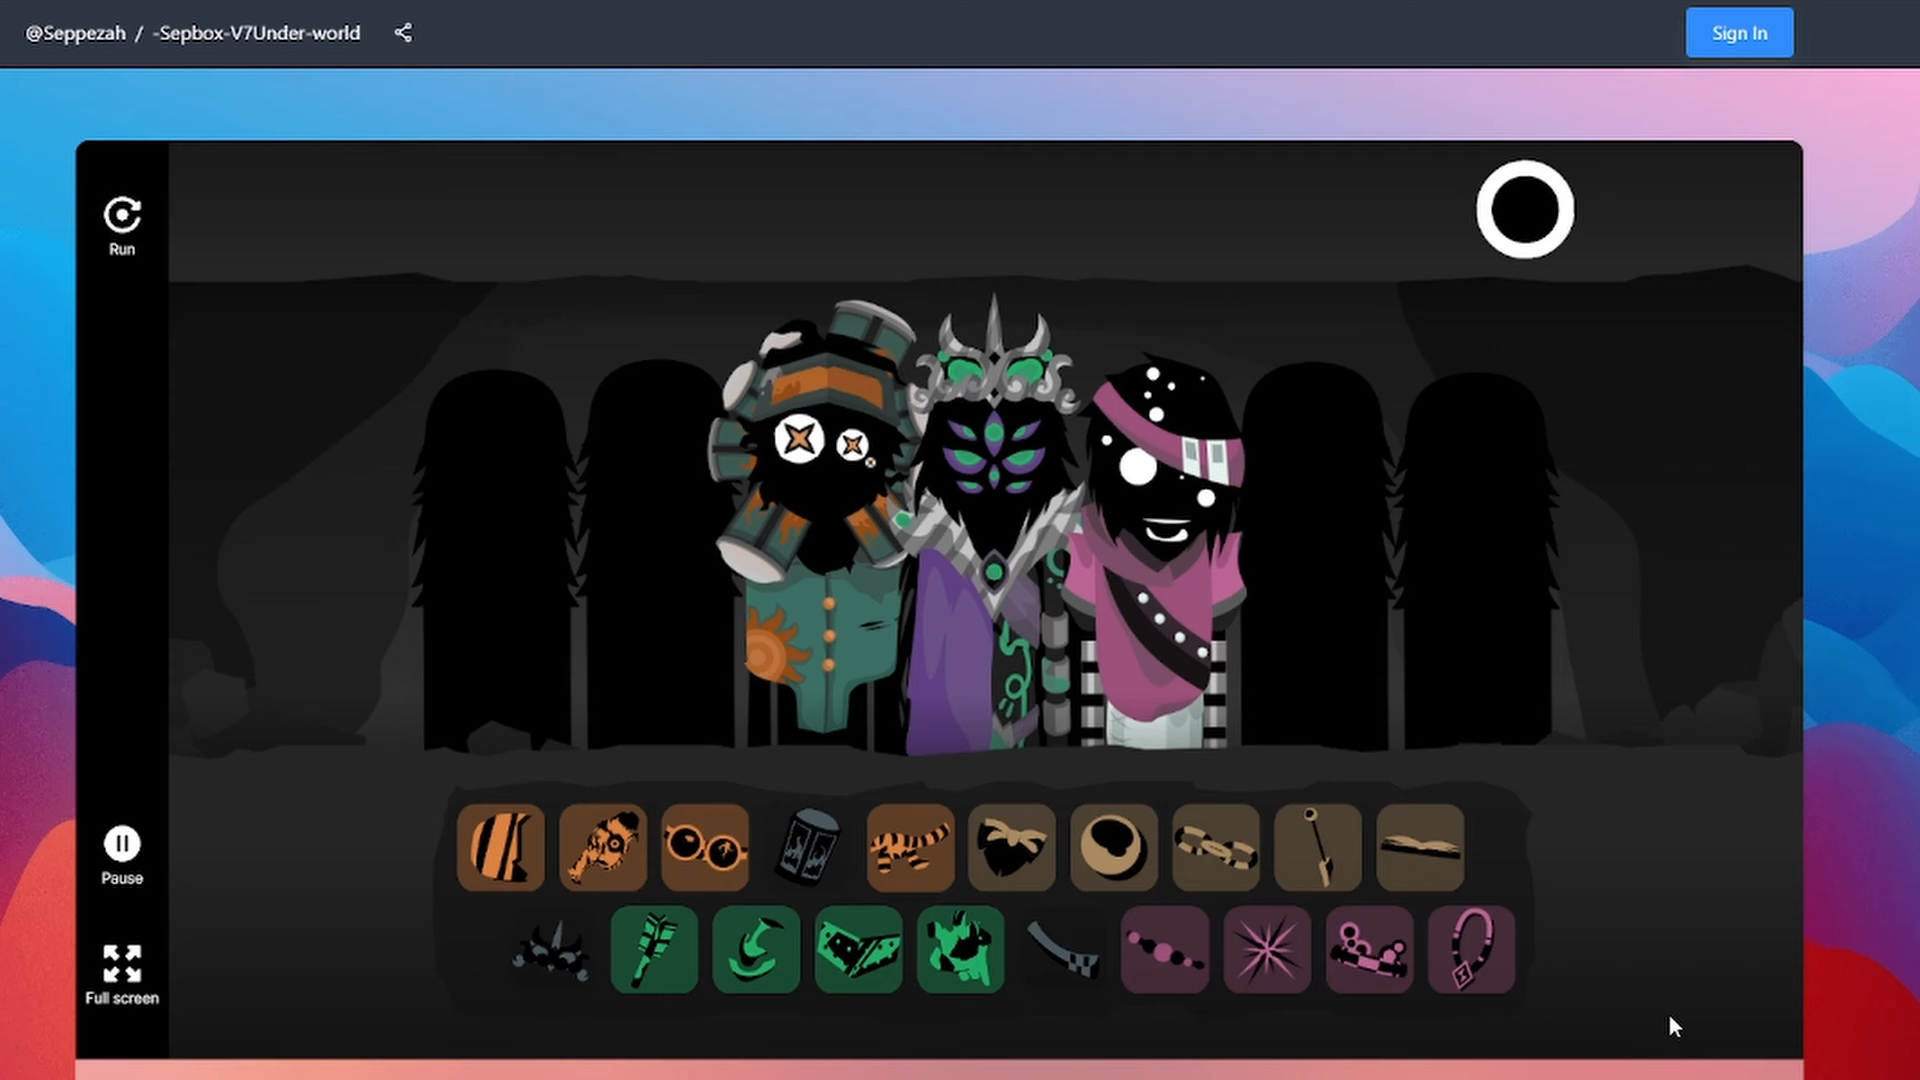 @Seppezah / -Sepbox-V7Under-world
Sign In
Run
Pause
Full screen